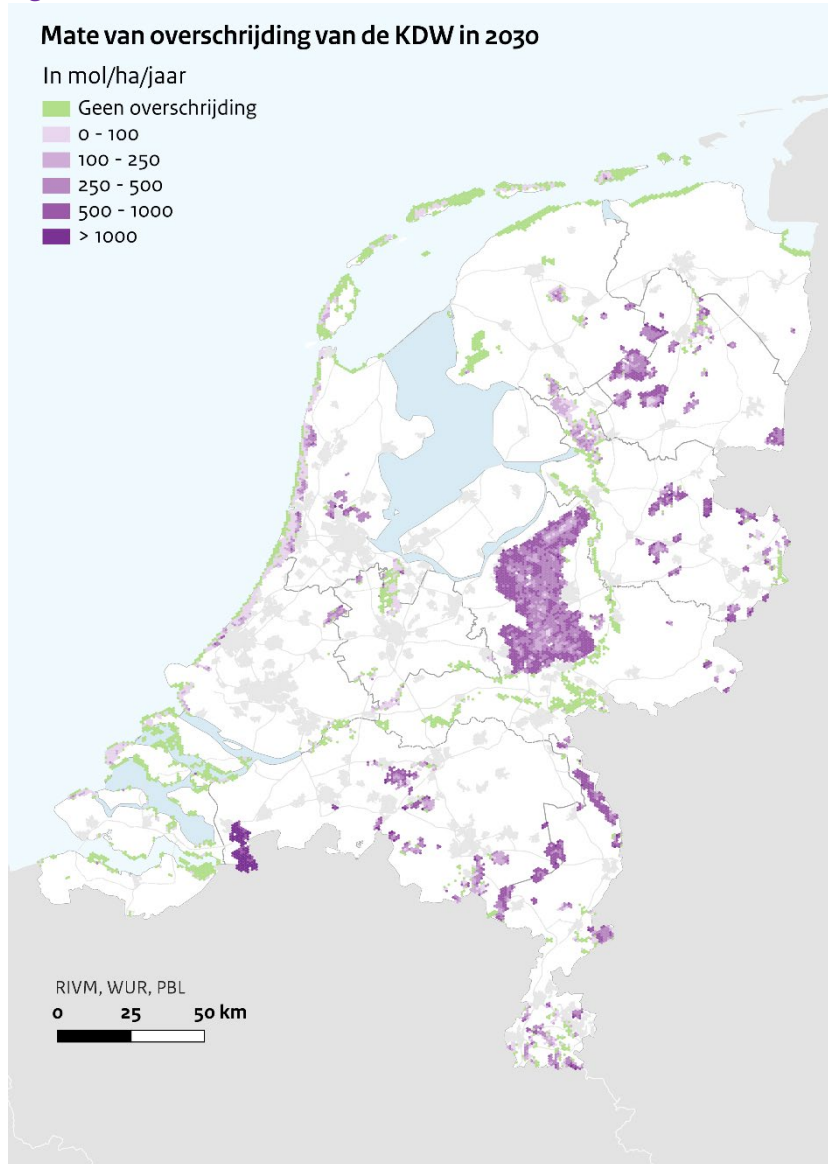 Mate van overschrijding van de KDW in 2030
In mol/ha/jaar
Geen overschrijding
0 - 100
100 - 250
250 - 500
500 - 1000
> 1000
RIVM, WUR, PBL
0 25 50 km